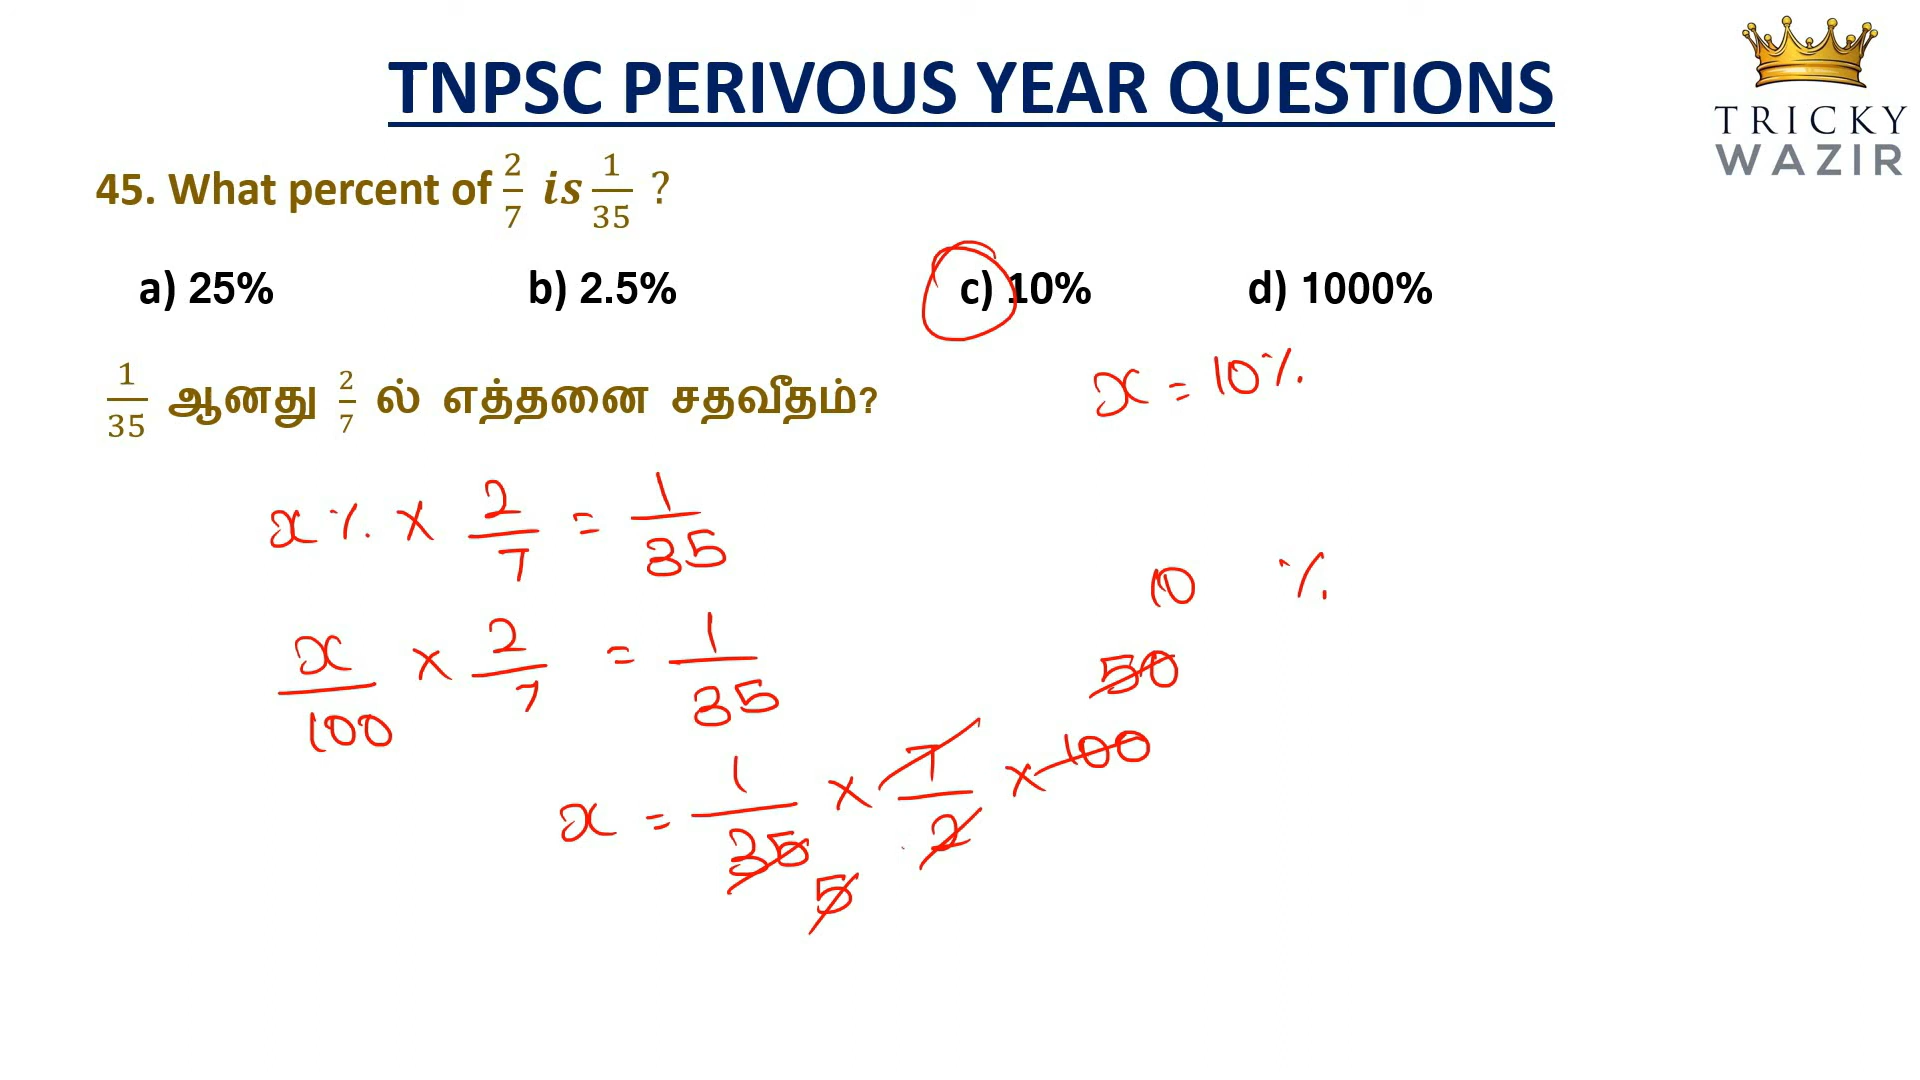 TNPSC PERIVOUS YEAR QUESTIONS
TRICKY
WAZIR
45. What percent of 2/7 is 1/35 ?
a) 25% b) 2.5% c) 10% d) 1000%
x = 10%
1/35 ஆனது 2/7 ல் எத்தனை சதவீதம்?
x% × 2/7 = 1/35
10 %
x/100 × 2/7 = 1/35
50
x = 1/35 × 7/2 × 100
5